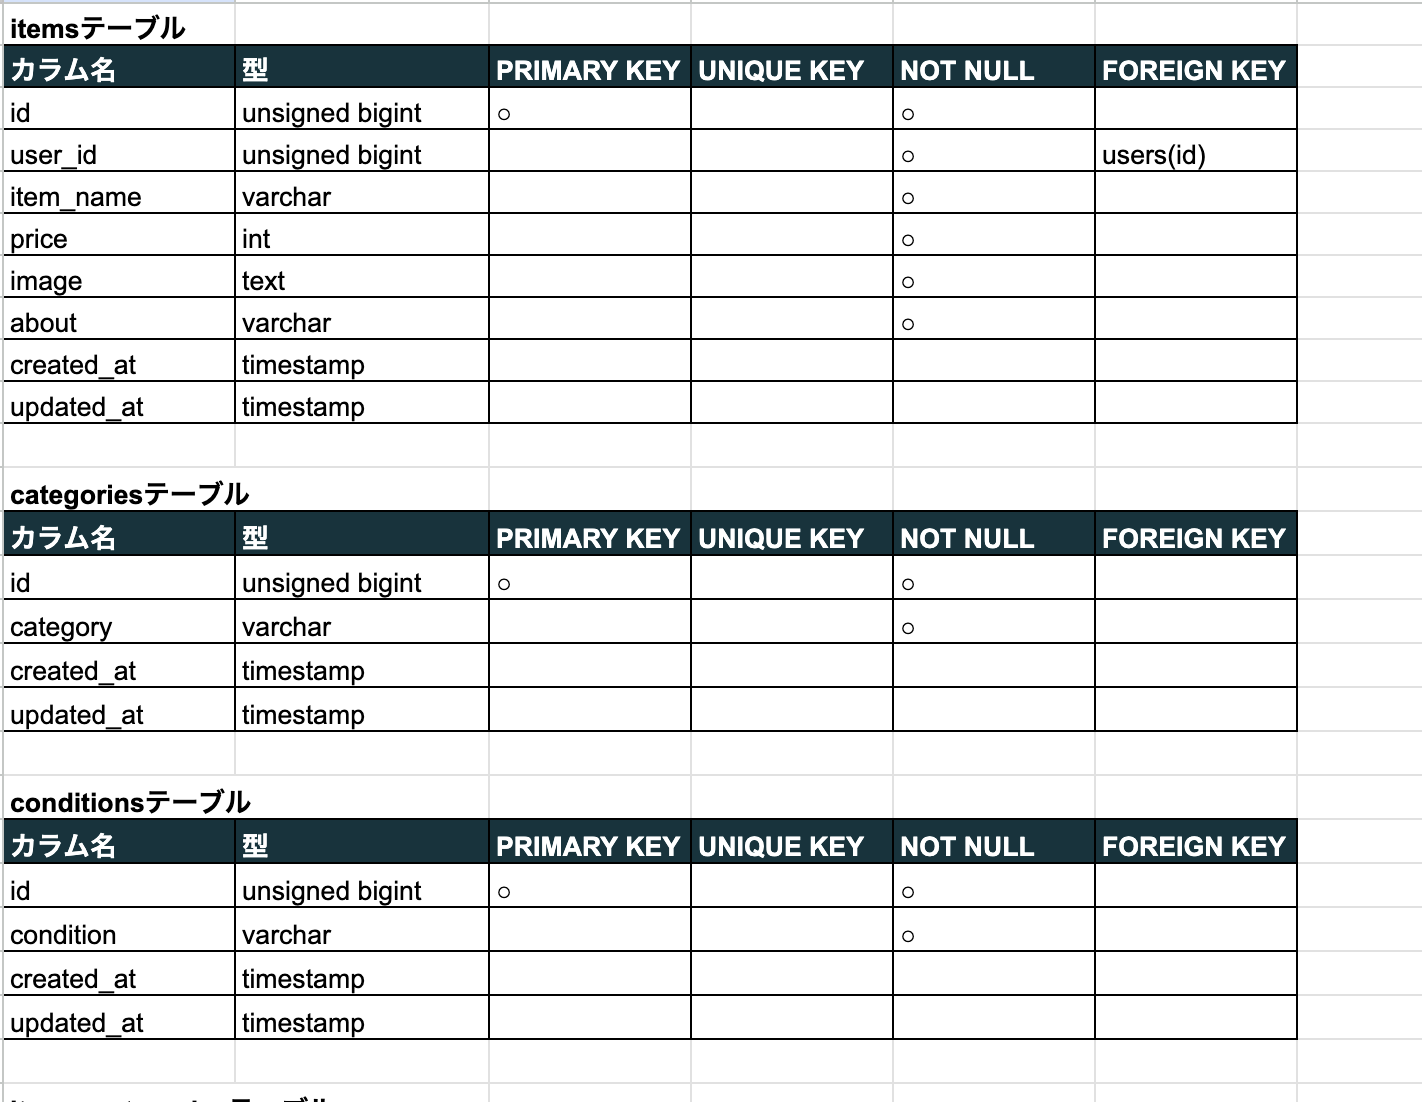 itemsテーブル
カラム名 型 PRIMARY KEY UNIQUE KEY NOT NULL FOREIGN KEY
id unsigned bigint ○ ○
user_id unsigned bigint ○ users(id)
item_name varchar ○
price int ○
image text ○
about varchar ○
created_at timestamp
updated_at timestamp
categoriesテーブル
カラム名 型 PRIMARY KEY UNIQUE KEY NOT NULL FOREIGN KEY
id unsigned bigint ○ ○
category varchar ○
created_at timestamp
updated_at timestamp
conditionsテーブル
カラム名 型 PRIMARY KEY UNIQUE KEY NOT NULL FOREIGN KEY
id unsigned bigint ○ ○
condition varchar ○
created_at timestamp
updated_at timestamp